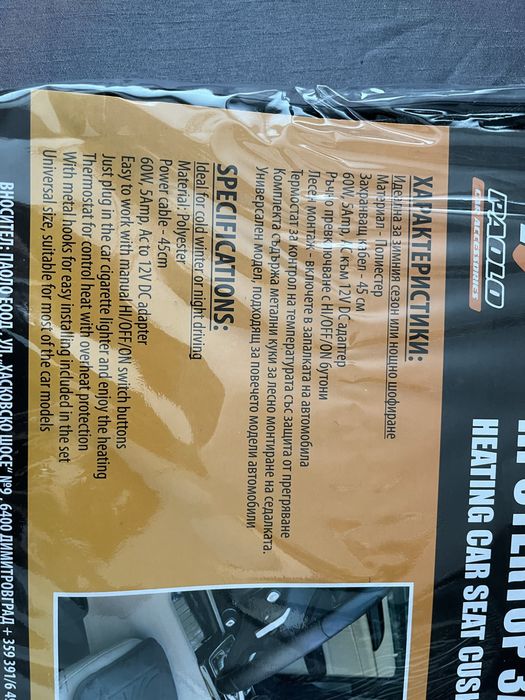 PAOLO
CAR ACCESSORIES
HEATING CAR SEAT
ХАРАКТЕРИСТИКИ:
Идеална за зимния сезон или нощно шофиране
Материал - Полиестер
Захранващ кабел - 45 см
60W, 5Amp, AC към 12V DC адаптер
Ръчно превключване с HI/OFF/ON бутони
Лесен монтаж - включете в запалката на автомобила
Термостат за контрол на температурата със защита от прегряване
Комплекта съдържа метални куки за лесно монтиране на седалката.
Универсален модел, подходящ за повечето модели автомобили
SPECIFICATIONS:
Ideal for cold winter or night driving
Material: Polyester
Power cable - 45cm
60W, 5Amp, Ac to 12V DC adapter
Easy to work with manual HI/OFF/ON switch buttons
Just plug in the car cigarette lighter and enjoy the heating
Thermostat for control heat with overheat protection
With metal hooks for easy installing included in the set
Universal size, suitable for most of the car models
ВНОСИТЕЛ: ПАОЛО ЕООД, УЛ. „ХАСКОВСКО ШОСЕ" №9, 6400 ДИМИТРОВГРАД + 359 391/6